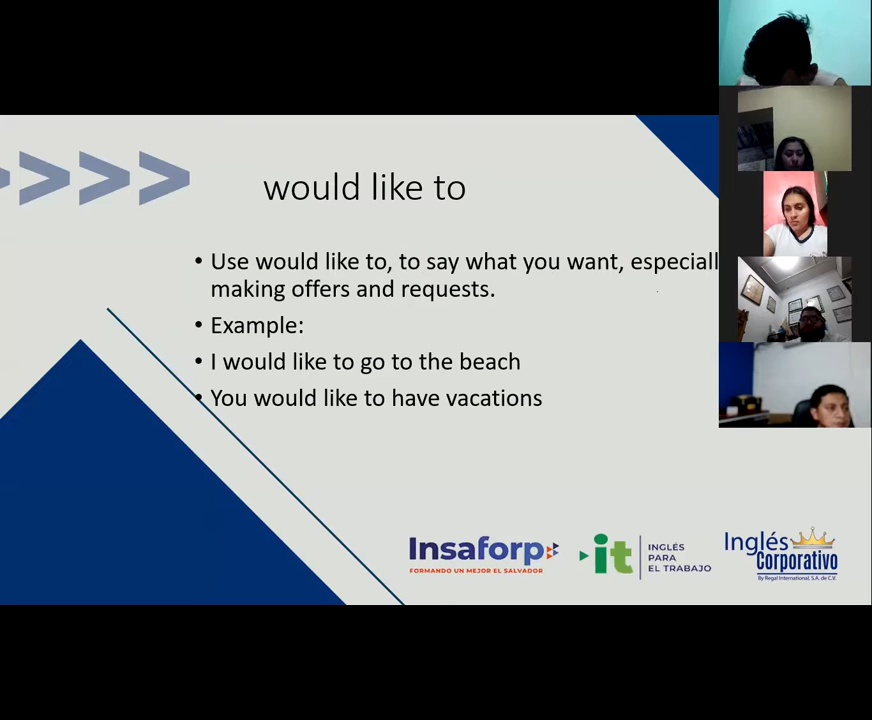 would like to
• Use would like to, to say what you want, especiall
making offers and requests.
• Example:
• I would like to go to the beach
• You would like to have vacations
Insaforp
FORMANDO UN MEJOR EL SALVADOR
it
INGLÉS
PARA
EL TRABAJO
Inglés
Corporativo
By Regal International, S.A. de C.V.